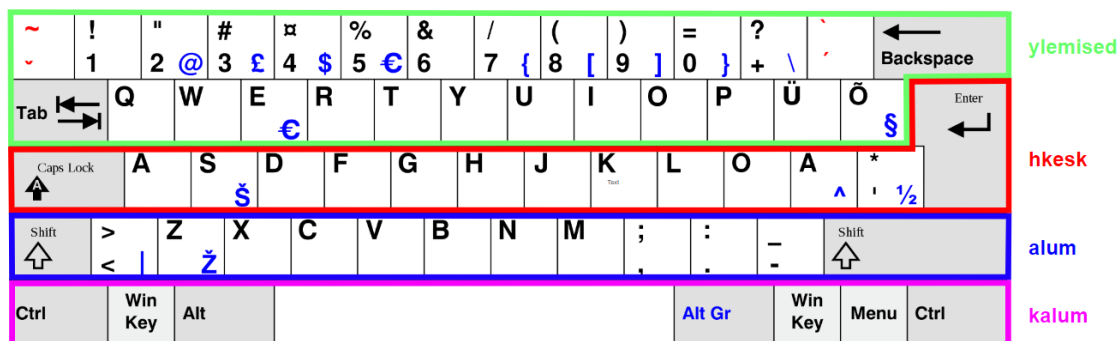 ~ ! " # ¤ % & / ( ) = ? `
ˇ 1 2 @ 3 £ 4 $ 5 € 6 7 { 8 [ 9 ] 0 } + \ ´ Backspace
ylemised
Tab Q W E R T Y U I O P Ü Õ Enter
€ §
Caps Lock A S D F G H J K L O A *
A Š Text ^ ' ½
hkesk
Shift > Z X C V B N M ; : _ Shift
< | Ž , . -
alum
Ctrl Win Key Alt Alt Gr Win Key Menu Ctrl
kalum